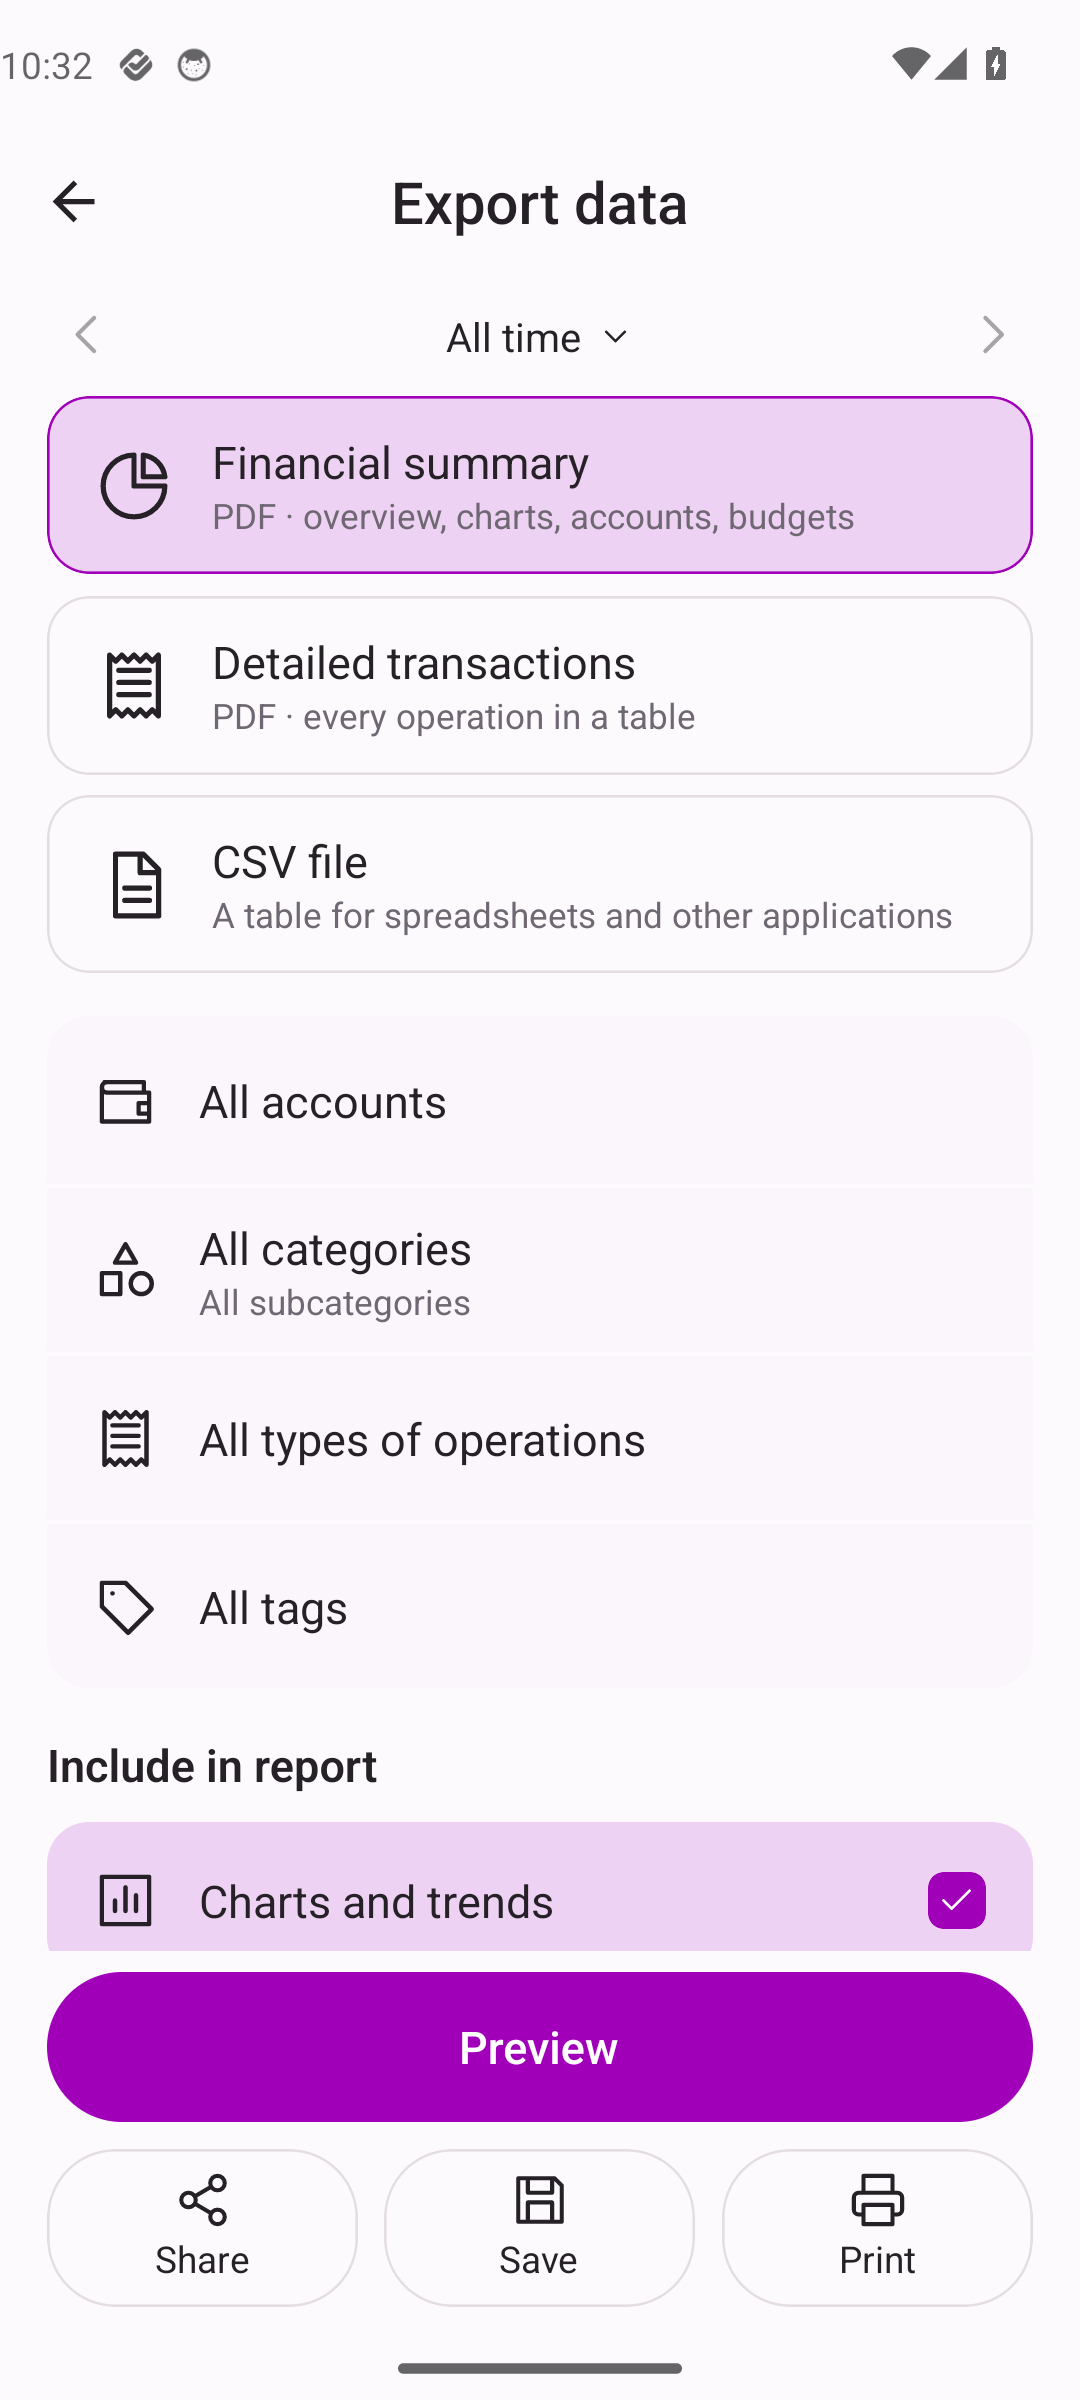 10:32
Export data
All time
Financial summary
PDF · overview, charts, accounts, budgets
Detailed transactions
PDF · every operation in a table
CSV file
A table for spreadsheets and other applications
All accounts
All categories
All subcategories
All types of operations
All tags
Include in report
Charts and trends
Preview
Share
Save
Print